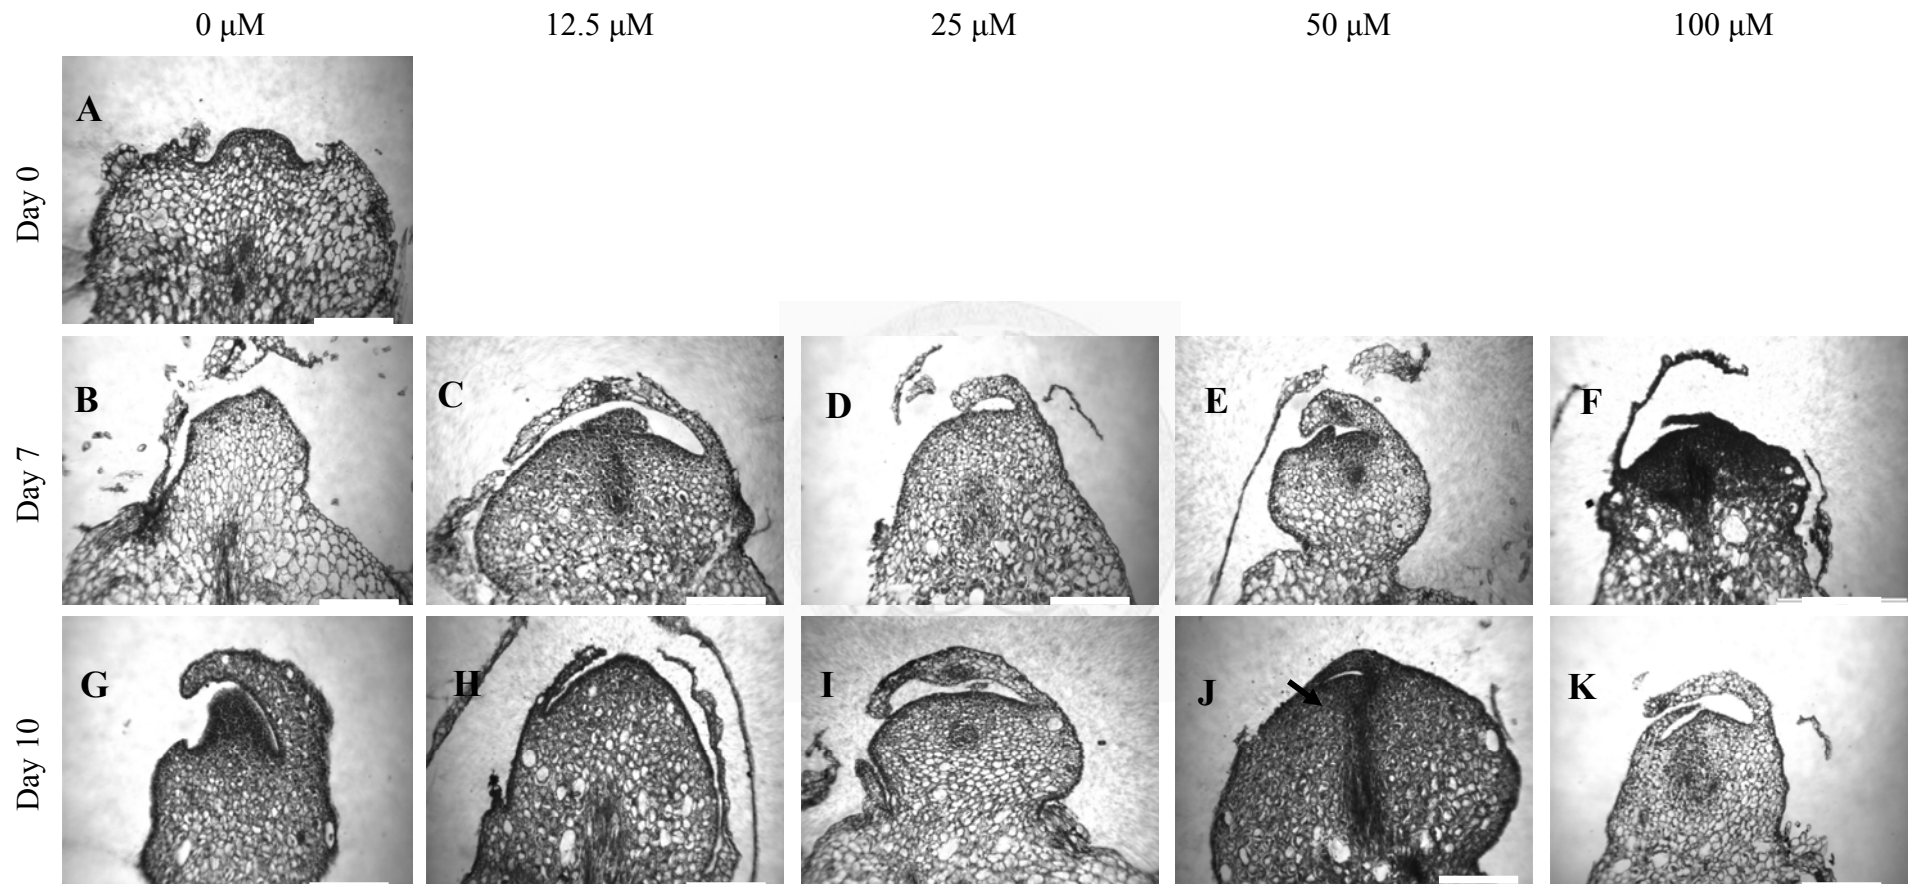 0 μM 12.5 μM 25 μM 50 μM 100 μM
Day 0
A
Day 7
B C D E F
Day 10
G H I J K